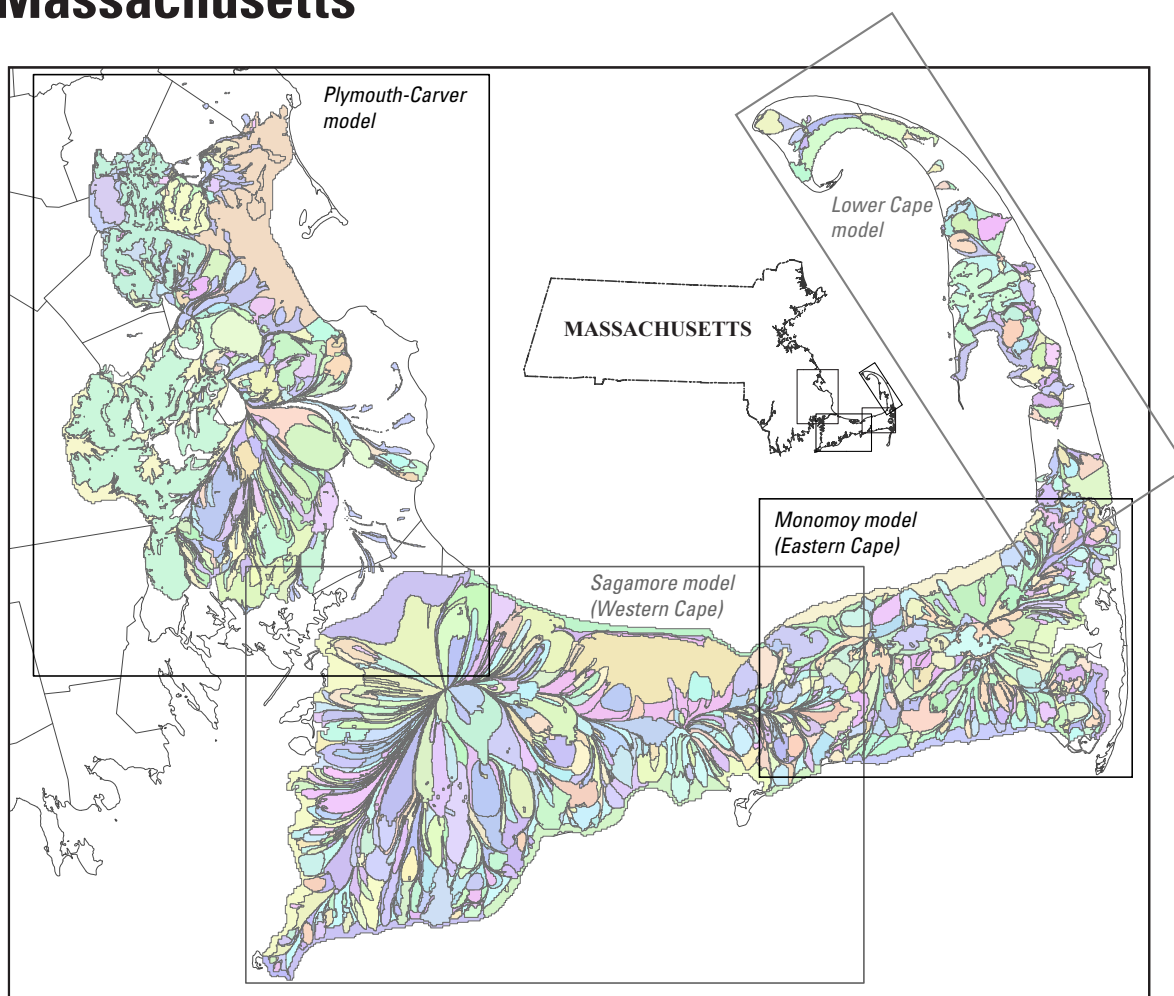 Massachusetts
Plymouth-Carver
model
Lower Cape
model
MASSACHUSETTS
Monomoy model
(Eastern Cape)
Sagamore model
(Western Cape)